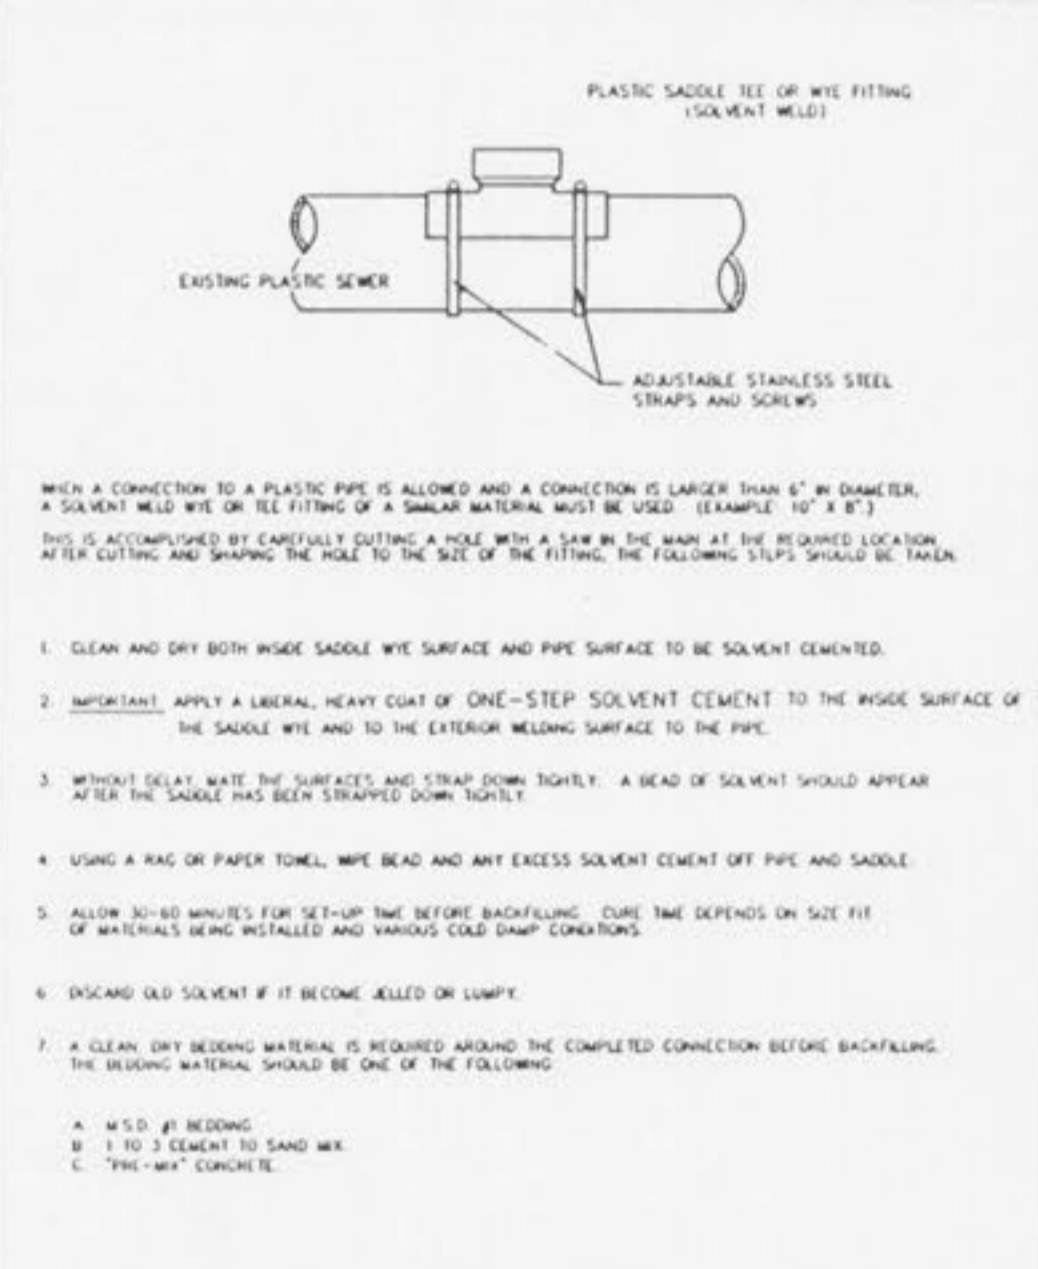 PLASTIC SADDLE TEE OR WYE FITTING
(SOLVENT WELD)
EXISTING PLASTIC SEWER
ADJUSTABLE STAINLESS STEEL
STRAPS AND SCREWS
WHEN A CONNECTION TO A PLASTIC PIPE IS ALLOWED AND A CONNECTION IS LARGER THAN 6" IN DIAMETER,
A SOLVENT WELD WYE OR TEE FITTING OF A SIMILAR MATERIAL MUST BE USED. (EXAMPLE: 10" X 8".)
THIS IS ACCOMPLISHED BY CAREFULLY CUTTING A HOLE WITH A SAW IN THE MAIN AT THE REQUIRED LOCATION.
AFTER CUTTING AND SHAPING THE HOLE TO THE SIZE OF THE FITTING, THE FOLLOWING STEPS SHOULD BE TAKEN.
1. CLEAN AND DRY BOTH INSIDE SADDLE WYE SURFACE AND PIPE SURFACE TO BE SOLVENT CEMENTED.
2. IMPORTANT: APPLY A LIBERAL, HEAVY COAT OF ONE-STEP SOLVENT CEMENT TO THE INSIDE SURFACE OF
THE SADDLE WYE AND TO THE EXTERIOR WELDING SURFACE TO THE PIPE.
3. WITHOUT DELAY, MATE THE SURFACES AND STRAP DOWN TIGHTLY. A BEAD OF SOLVENT SHOULD APPEAR
AFTER THE SADDLE HAS BEEN STRAPPED DOWN TIGHTLY.
4. USING A RAG OR PAPER TOWEL, WIPE BEAD AND ANY EXCESS SOLVENT CEMENT OFF PIPE AND SADDLE.
5. ALLOW 30-60 MINUTES FOR SET-UP TIME BEFORE BACKFILLING. CURE TIME DEPENDS ON SIZE FIT
OF MATERIALS BEING INSTALLED AND VARIOUS COLD DAMP CONDITIONS.
6. DISCARD OLD SOLVENT IF IT BECOME JELLED OR LUMPY.
7. A CLEAN, DRY BEDDING MATERIAL IS REQUIRED AROUND THE COMPLETED CONNECTION BEFORE BACKFILLING.
THE BEDDING MATERIAL SHOULD BE ONE OF THE FOLLOWING:
A. M.S.D. #1 BEDDING
B. 1 TO 3 CEMENT TO SAND MIX.
C. "PRE-MIX" CONCRETE.